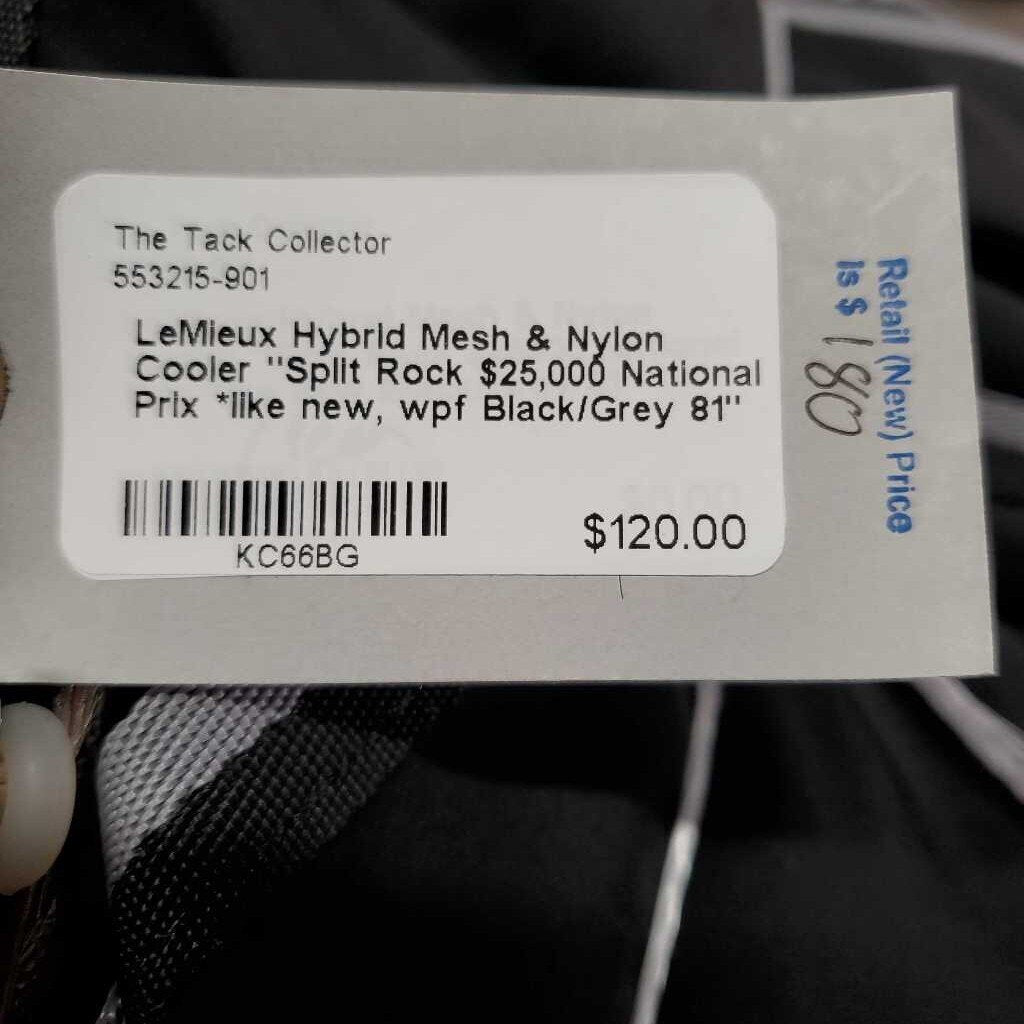 The Tack Collector
553215-901
LeMieux Hybrid Mesh & Nylon
Cooler "Split Rock $25,000 National
Prix *like new, wpf Black/Grey 81"
KC66BG
$120.00
Retail (New) Price
Is $ 180